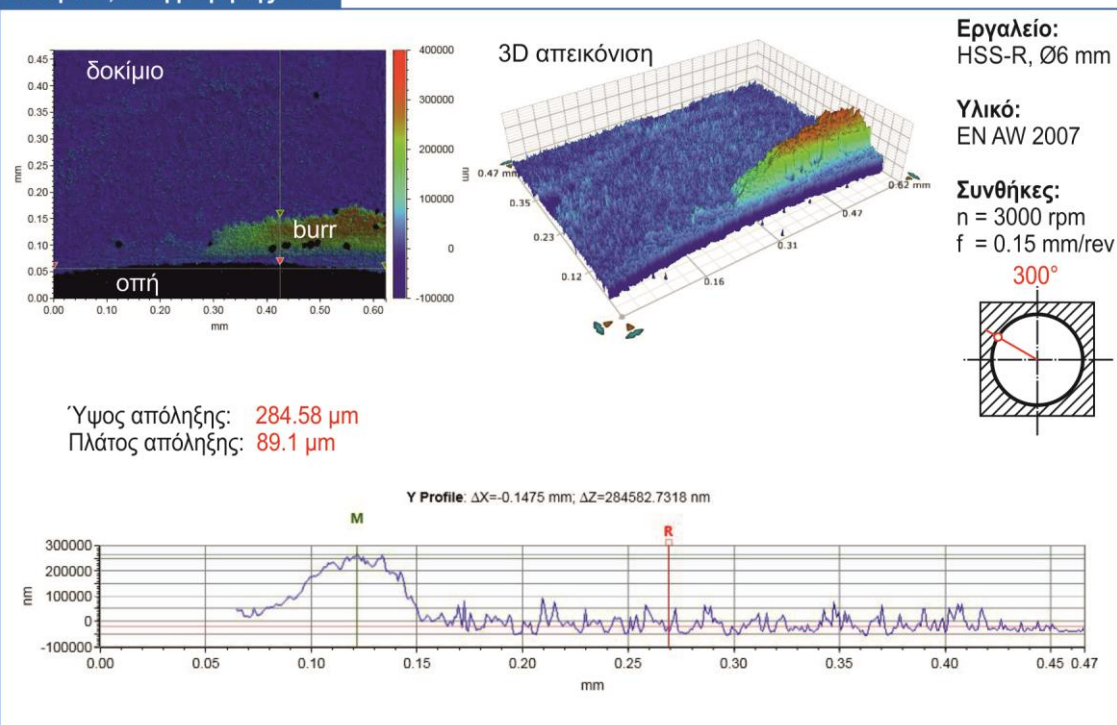 Εργαλείο:
HSS-R, Ø6 mm
Υλικό:
EN AW 2007
Συνθήκες:
n = 3000 rpm
f = 0.15 mm/rev
300°
δοκίμιο
burr
οπή
mm
0.45
0.40
0.35
0.30
0.25
0.20
0.15
0.10
0.05
0.00
0.00 0.10 0.20 0.30 0.40 0.50 0.62
mm
400000
300000
200000
100000
0
-100000
nm
3D απεικόνιση
0.47 mm
0.35
0.23
0.12
0.16
0.31
0.47
0.62 mm
Ύψος απόληξης: 284.58 μm
Πλάτος απόληξης: 89.1 μm
Y Profile: ΔX=-0.1475 mm; ΔZ=284582.7318 nm
M
R
300000
200000
100000
0
-100000
nm
0.00 0.05 0.10 0.15 0.20 0.25 0.30 0.35 0.40 0.45 0.47
mm